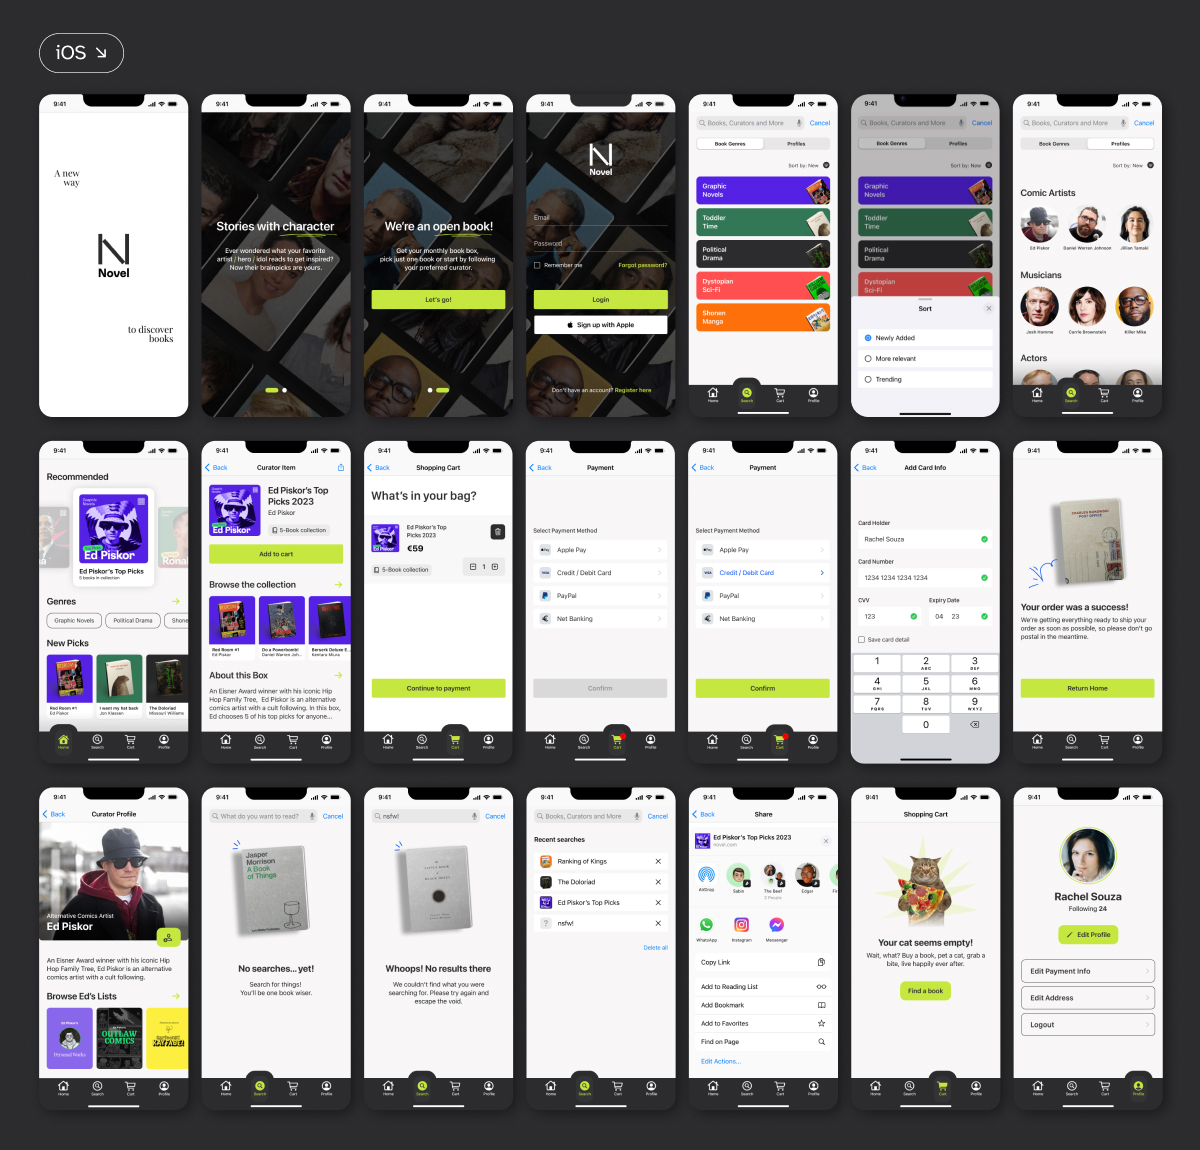 iOS ↘
9:41
A new
way
Novel
to discover
books
9:41
Stories with character
Ever wondered what your favorite
artist / hero / idol reads to get inspired?
Now their brainpicks are yours.
9:41
We're an open book!
Get your monthly book box,
pick just one book or start by following
your preferred curator.
Let's go!
9:41
Novel
Email
Password
Remember me
Forgot password?
Login
Sign up with Apple
Don't have an account? Register here
9:41
Books, Curators and More
Cancel
Book Genres
Profiles
Sort by: New
Graphic
Novels
Toddler
Time
Political
Drama
Dystopian
Sci-Fi
Shonen
Manga
Home
Search
Cart
Profile
9:41
Books, Curators and More
Cancel
Book Genres
Profiles
Sort by: New
Graphic
Novels
Toddler
Time
Political
Drama
Dystopian
Sci-Fi
Sort
Newly Added
More relevant
Trending
9:41
Books, Curators and More
Cancel
Book Genres
Profiles
Sort by: New
Comic Artists
Ed Piskor
Daniel Warren Johnson
Jillian Tamaki
Musicians
Josh Homme
Carrie Brownstein
Killer Mike
Actors
Home
Search
Cart
Profile
9:41
Recommended
Graphic
Novels
Ed Piskor
Ed Piskor's Top Picks
5 books in collection
Genres
Graphic Novels
Political Drama
Shone
New Picks
Red Room #1
Ed Piskor
I want my hat back
Jon Klassen
The Doloriad
Missouri Williams
Home
Search
Cart
Profile
9:41
Back
Curator Item
Ed Piskor
Ed Piskor's Top
Picks 2023
Ed Piskor
5-Book collection
Add to cart
Browse the collection
Red Room #1
Ed Piskor
Do a Powerbomb!
Daniel Warren Joh...
Berserk Deluxe E...
Kentaro Miura
About this Box
An Eisner Award winner with his iconic Hip
Hop Family Tree, Ed Piskor is an alternative
comics artist with a cult following. In this box,
Ed chooses 5 of his top picks for anyone...
Home
Search
Cart
Profile
9:41
Back
Shopping Cart
What's in your bag?
Ed Piskor
Ed Piskor's Top
Picks 2023
€59
5-Book collection
1
Continue to payment
Home
Search
Cart
Profile
9:41
Back
Payment
Select Payment Method
Apple Pay
Credit / Debit Card
PayPal
Net Banking
Confirm
Home
Search
Cart
Profile
9:41
Back
Payment
Select Payment Method
Apple Pay
Credit / Debit Card
PayPal
Net Banking
Confirm
Home
Search
Cart
Profile
9:41
Back
Add Card Info
Card Holder
Rachel Souza
Card Number
1234 1234 1234 1234
CVV
Expiry Date
123
04 23
Save card detail
1
2
ABC
3
DEF
4
GHI
5
JKL
6
MNO
7
PQRS
8
TUV
9
WXYZ
0
9:41
CHARLES BUKOWSKI
POST OFFICE
Your order was a success!
We're getting everything ready to ship your
order as soon as possible, so please don't go
postal in the meantime.
Return Home
Home
Search
Cart
Profile
9:41
Back
Curator Profile
Alternative Comics Artist
Ed Piskor
An Eisner Award winner with his iconic Hip
Hop Family Tree, Ed Piskor is an alternative
comics artist with a cult following.
Browse Ed's Lists
Personal Works
OUTLAW
COMICS
Home
Search
Cart
Profile
9:41
What do you want to read?
Cancel
Jasper
Morrison
A Book
of Things
No searches... yet!
Search for things!
You'll be one book wiser.
Home
Search
Cart
Profile
9:41
nsfw!
Cancel
Whoops! No results there
We couldn't find what you were
searching for. Please try again and
escape the void.
Home
Search
Cart
Profile
9:41
Books, Curators and More
Cancel
Recent searches
Ranking of Kings
The Doloriad
Ed Piskor's Top Picks
? nsfw!
Delete all
Home
Search
Cart
Profile
9:41
Back
Share
Ed Piskor's Top Picks 2023
novel.com
AirDrop
Sabin
The Beef
3 People
Edgar
Fin
WhatsApp
Instagram
Messenger
Copy Link
Add to Reading List
Add Bookmark
Add to Favorites
Find on Page
Edit Actions...
Home
Search
Cart
Profile
9:41
Shopping Cart
Your cat seems empty!
Wait, what? Buy a book, pet a cat, grab a
bite, live happily ever after.
Find a book
Home
Search
Cart
Profile
9:41
Rachel Souza
Following 24
Edit Profile
Edit Payment Info
Edit Address
Logout
Home
Search
Cart
Profile